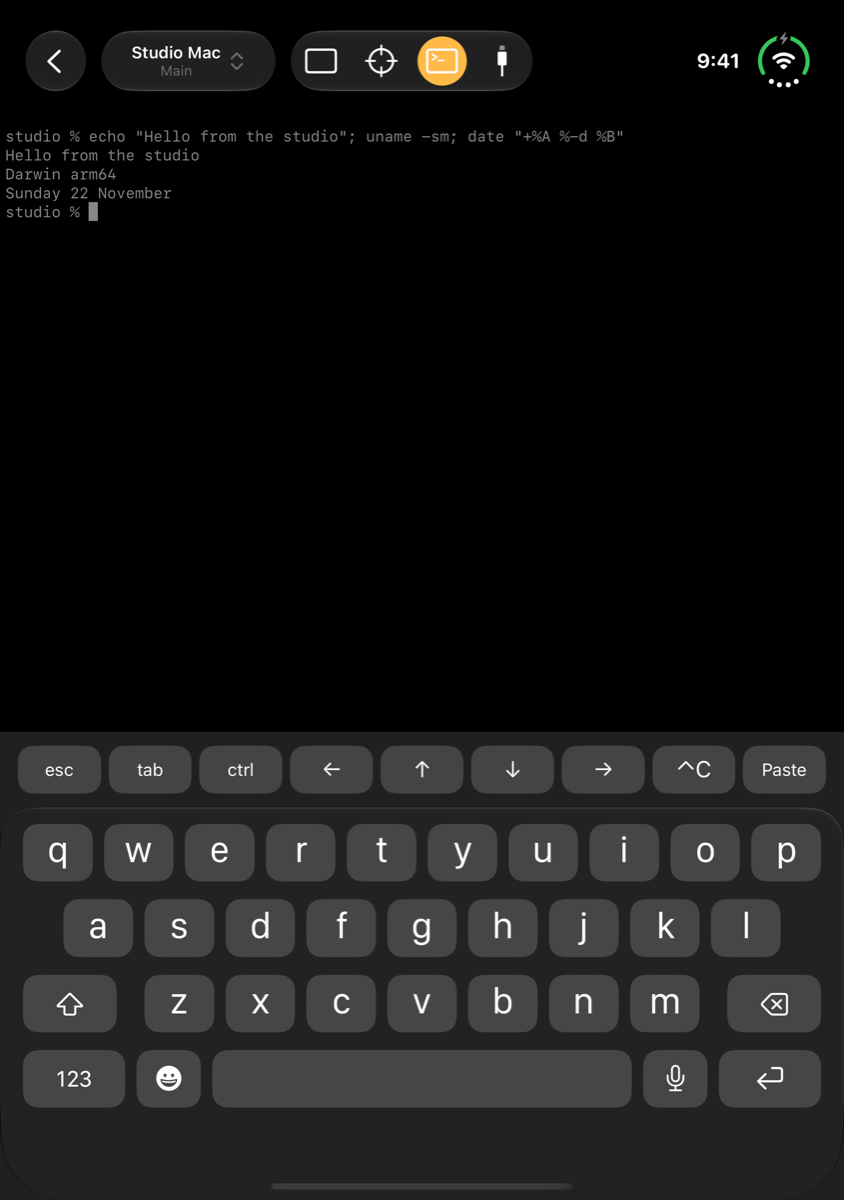 Studio Mac
Main
9:41
studio % echo "Hello from the studio"; uname -sm; date "+%A %-d %B"
Hello from the studio
Darwin arm64
Sunday 22 November
studio %
esc tab ctrl ← ↑ ↓ → ^C Paste
q w e r t y u i o p
a s d f g h j k l
z x c v b n m
123